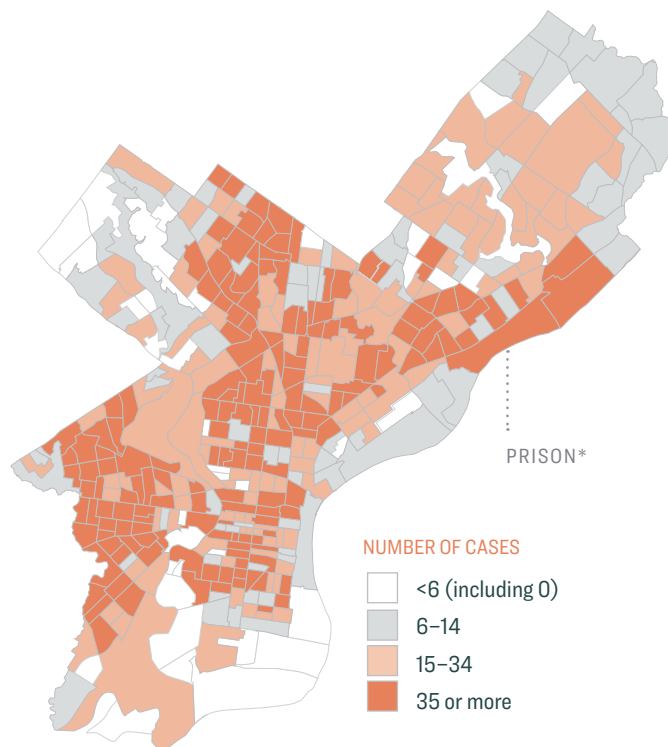 PRISON*
NUMBER OF CASES
<6 (including 0)
6–14
15–34
35 or more